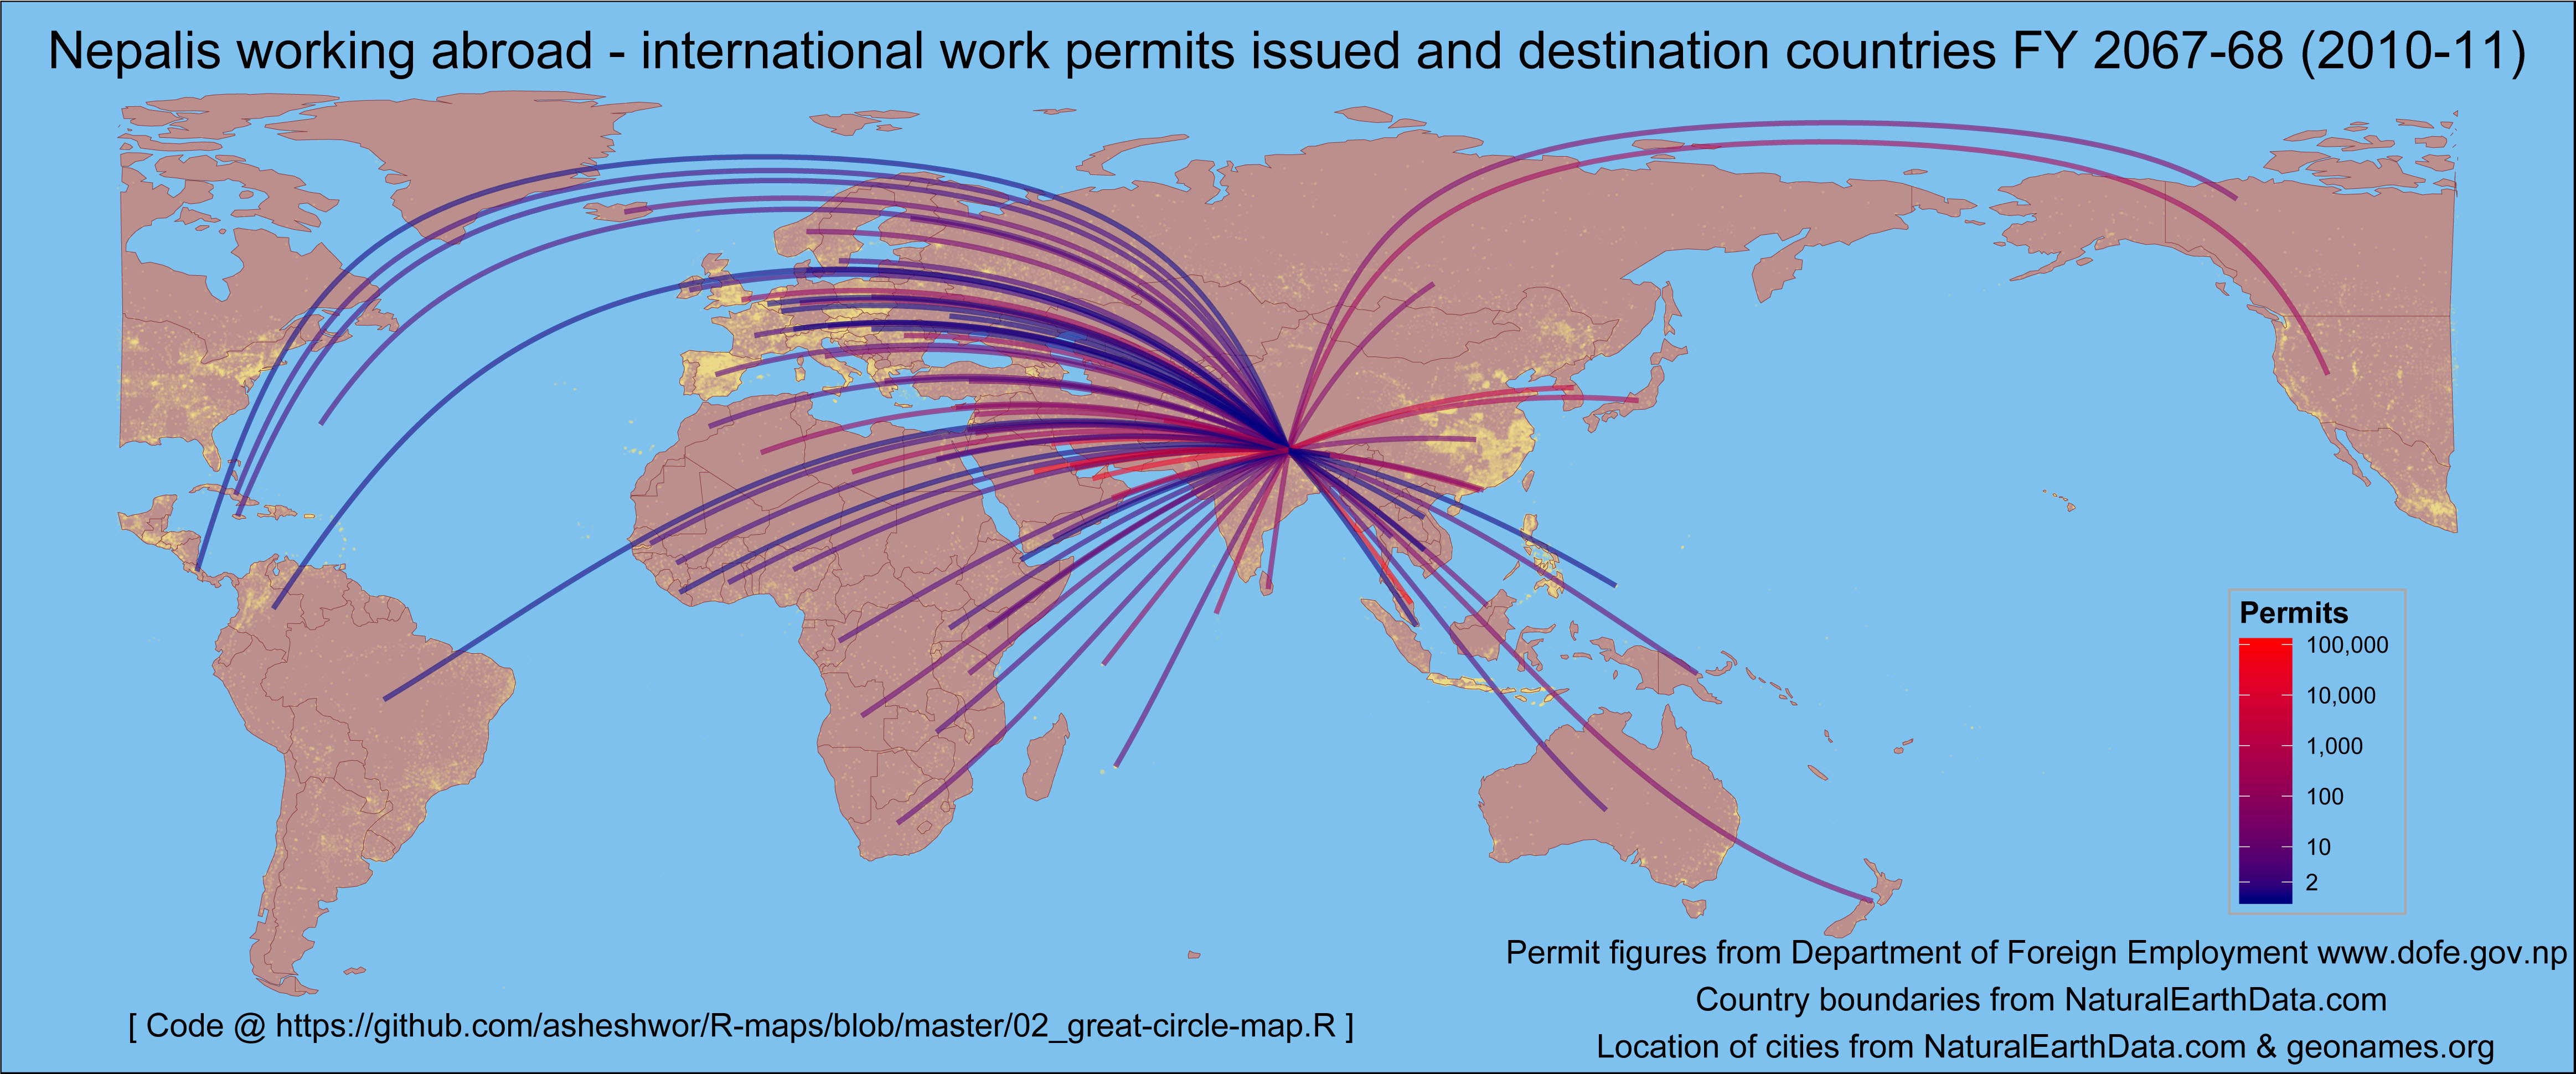 Nepalis working abroad - international work permits issued and destination countries FY 2067-68 (2010-11)
Permits
100,000
10,000
1,000
100
10
2
Permit figures from Department of Foreign Employment www.dofe.gov.np
Country boundaries from NaturalEarthData.com
Location of cities from NaturalEarthData.com & geonames.org
[ Code @ https://github.com/asheshwor/R-maps/blob/master/02_great-circle-map.R ]